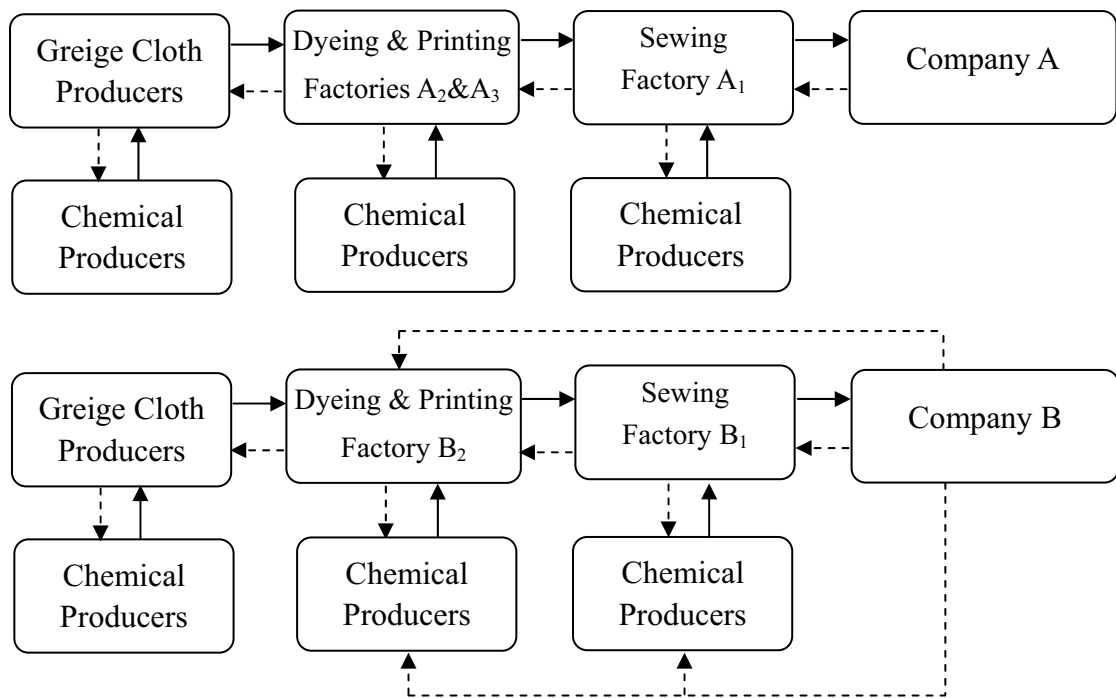 Greige Cloth
Producers
Dyeing & Printing
Factories A₂&A₃
Sewing
Factory A₁
Company A
Chemical
Producers
Chemical
Producers
Chemical
Producers
Greige Cloth
Producers
Dyeing & Printing
Factory B₂
Sewing
Factory B₁
Company B
Chemical
Producers
Chemical
Producers
Chemical
Producers